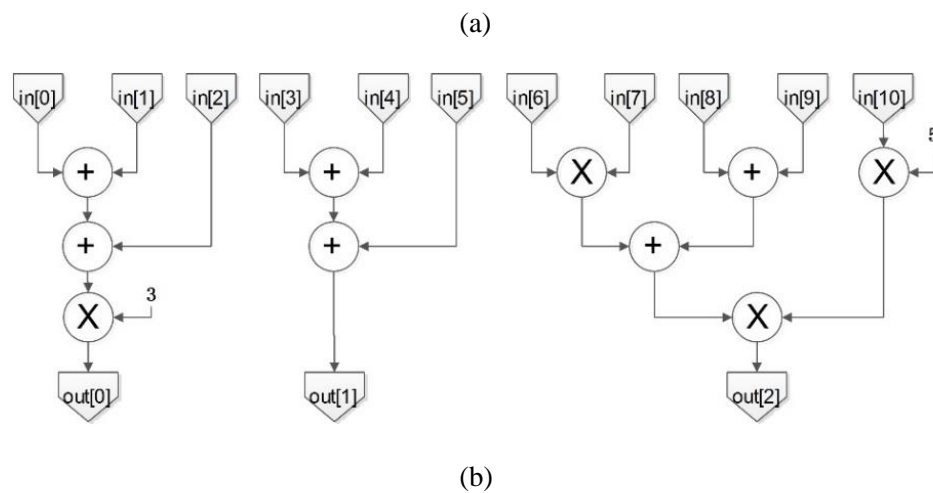 (a)
in[0] in[1] in[2] in[3] in[4] in[5] in[6] in[7] in[8] in[9] in[10]
5
+ + X + X
+ + +
3
X X
out[0] out[1] out[2]
(b)